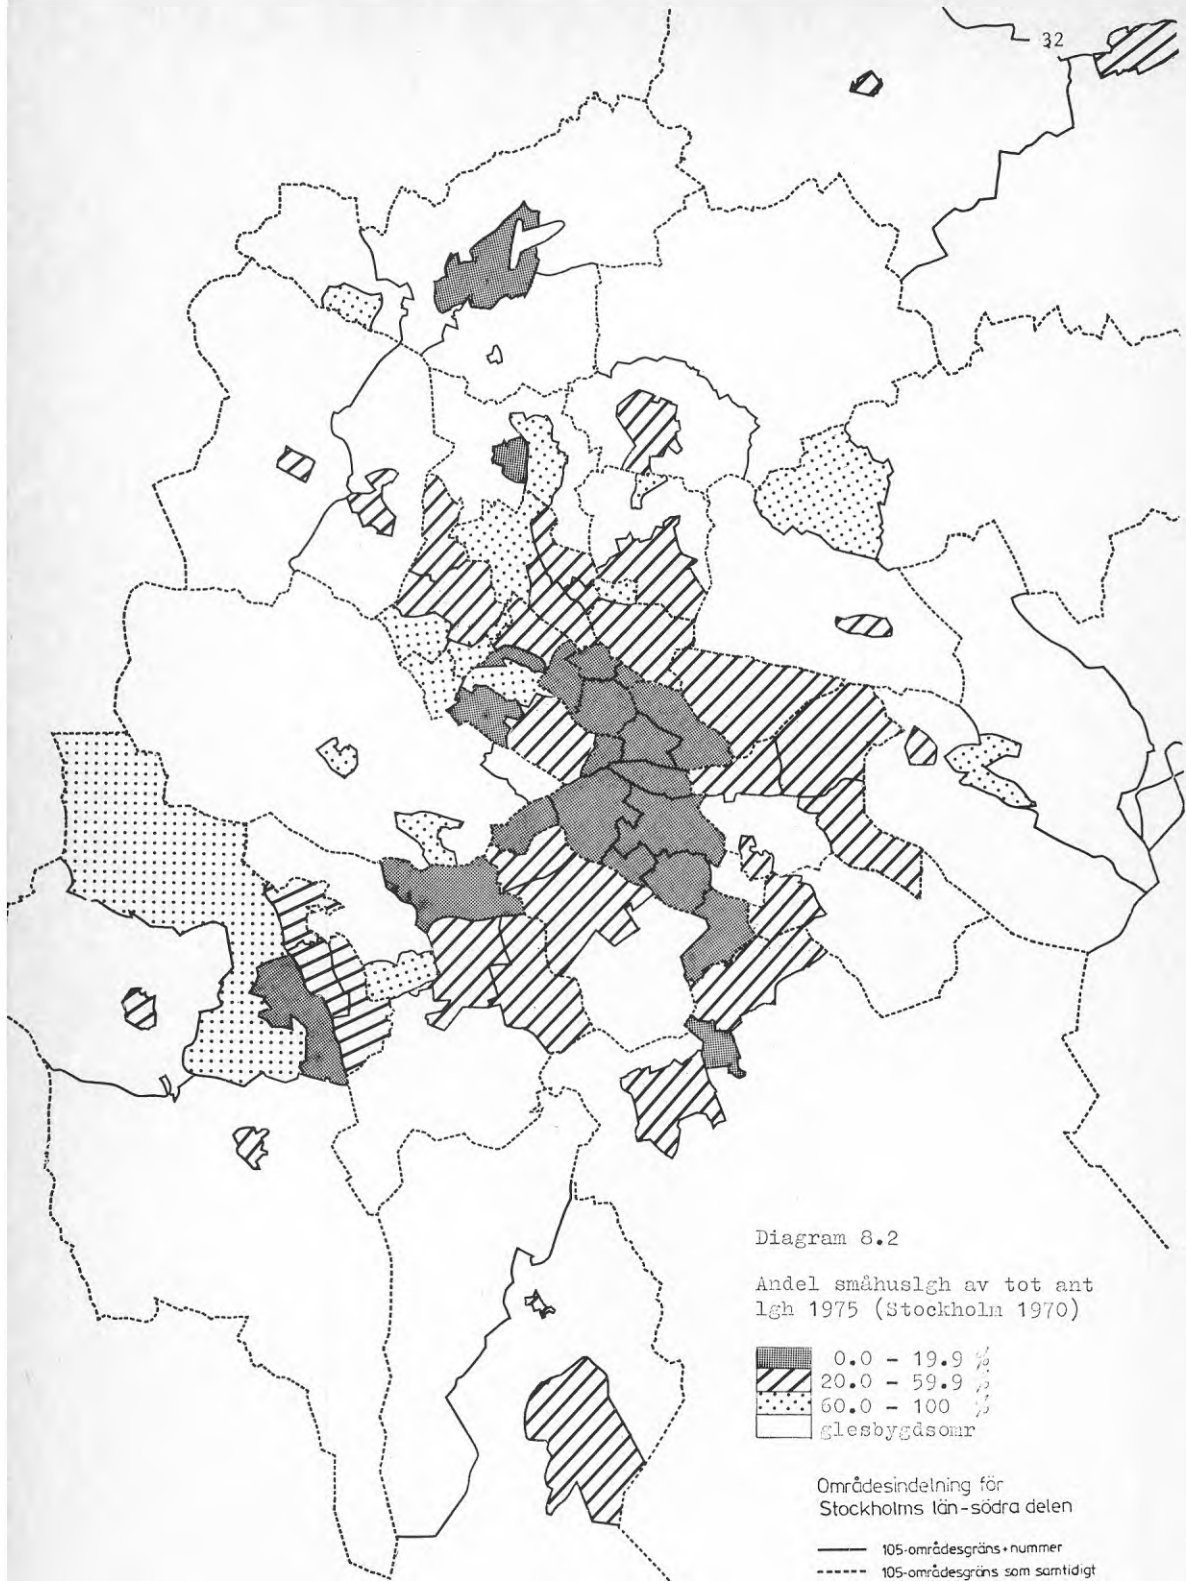 32
Diagram 8.2
Andel småhuslgh av tot ant
lgh 1975 (Stockholm 1970)
0.0 - 19.9 %
20.0 - 59.9 %
60.0 - 100 %
glesbygdsomr
Områdesindelning för
Stockholms län-södra delen
105-områdesgräns+nummer
105-områdesgräns som samtidigt